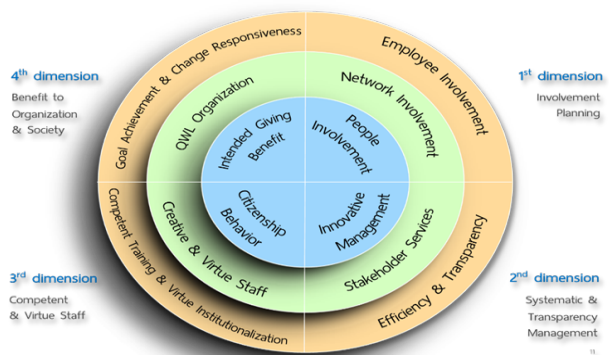 4th dimension
Benefit to
Organization
& Society
1st dimension
Involvement
Planning
3rd dimension
Competent
& Virtue Staff
2nd dimension
Systematic &
Transparency
Management
Goal Achievement & Change Responsiveness
Employee Involvement
QWL Organization
Network Involvement
Intended Giving
Benefit
People
Involvement
Citizenship
Behavior
Innovative
Management
Creative & Virtue Staff
Stakeholder Services
Competent Training & Virtue Institutionalization
Efficiency & Transparency